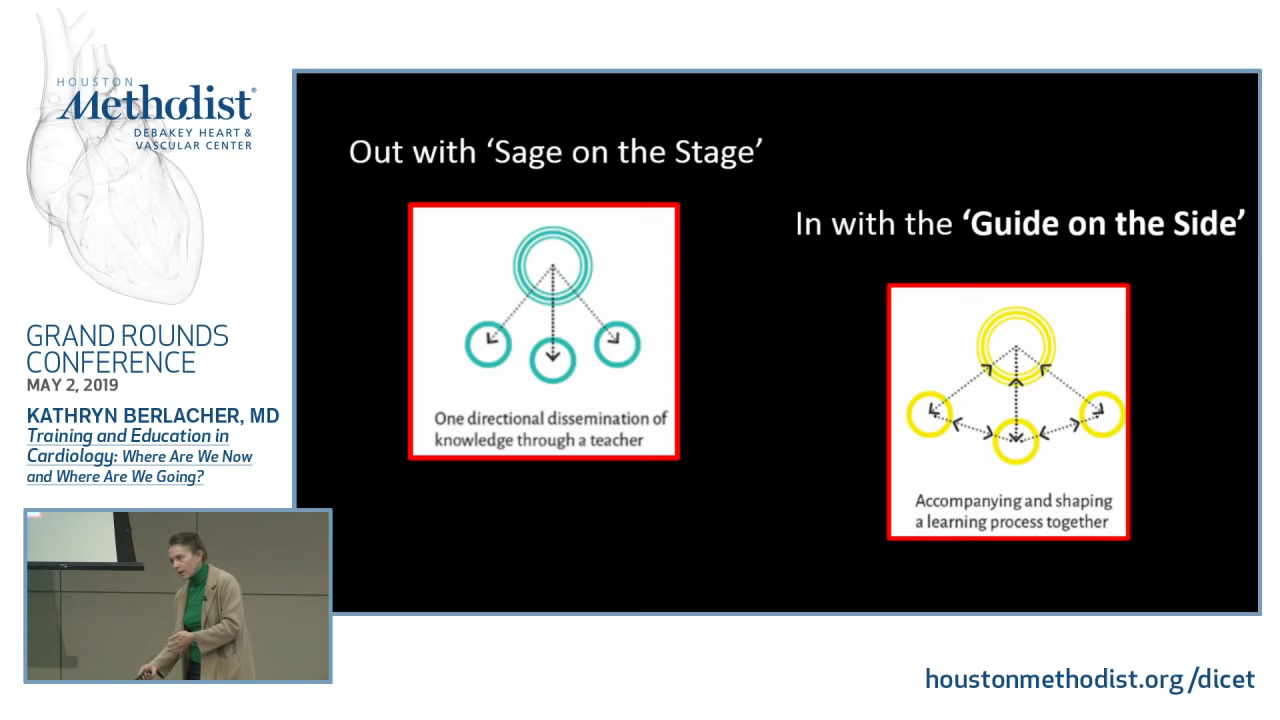 HOUSTON
Methodist®
DEBAKEY HEART &
VASCULAR CENTER
GRAND ROUNDS
CONFERENCE
MAY 2, 2019
KATHRYN BERLACHER, MD
Training and Education in
Cardiology: Where Are We Now
and Where Are We Going?
Out with ‘Sage on the Stage’
One directional dissemination of
knowledge through a teacher
In with the ‘Guide on the Side’
Accompanying and shaping
a learning process together
houstonmethodist.org/dicet